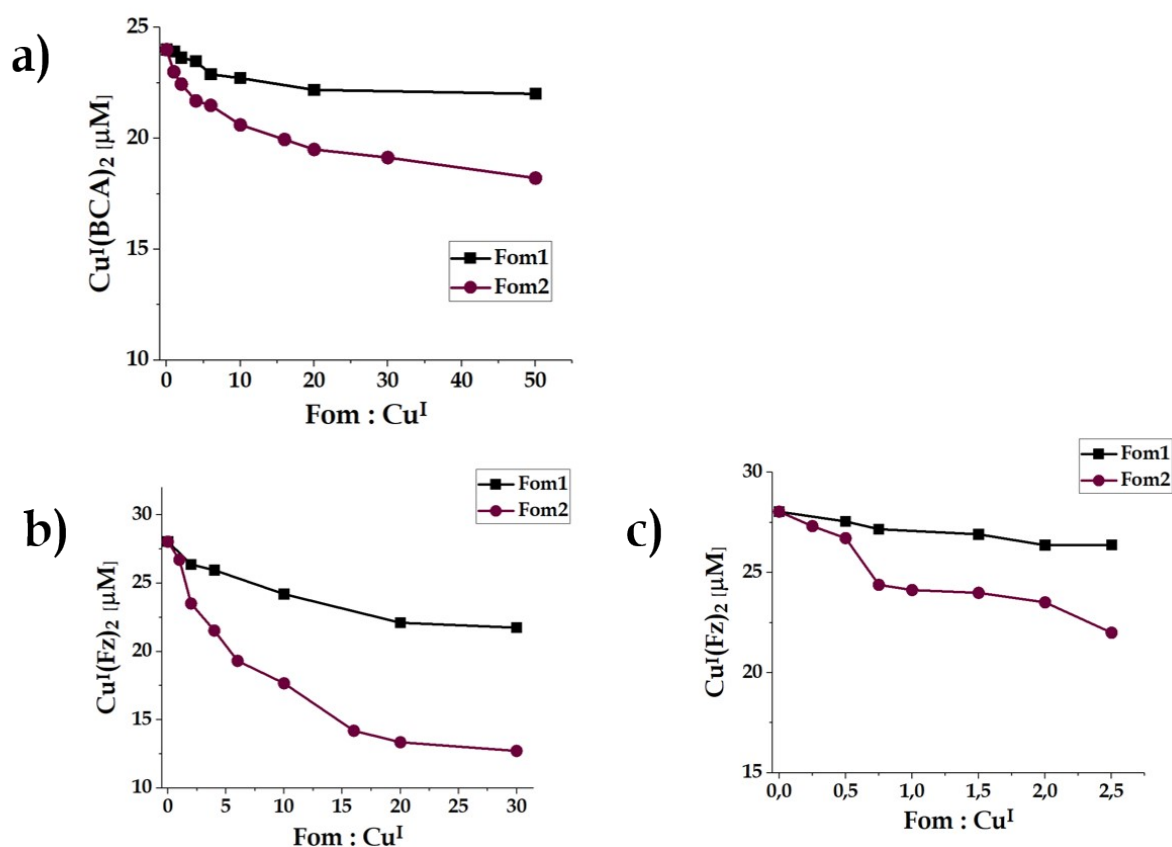 a)
25
20
15
10
Cuᴵ(BCA)₂ [µM]
Fom1
Fom2
0 10 20 30 40 50
Fom : Cuᴵ
b)
30
25
20
15
10
Cuᴵ(Fz)₂ [µM]
Fom1
Fom2
0 5 10 15 20 25 30
Fom : Cuᴵ
c)
30
25
20
15
Cuᴵ(Fz)₂ [µM]
Fom1
Fom2
0,0 0,5 1,0 1,5 2,0 2,5
Fom : Cuᴵ